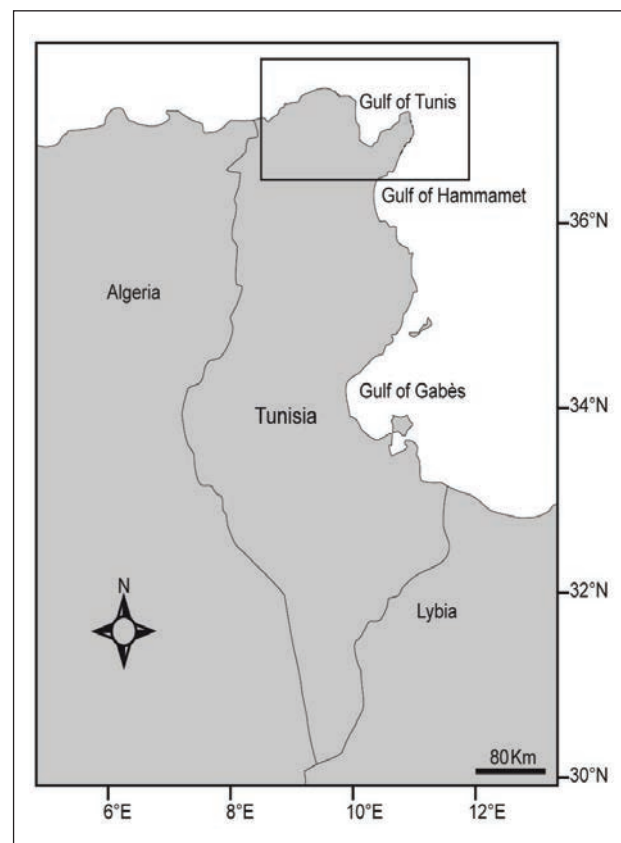 Gulf of Tunis
Gulf of Hammamet
36°N
Algeria
Gulf of Gabès
34°N
Tunisia
32°N
N
Lybia
80Km
30°N
6°E
8°E
10°E
12°E